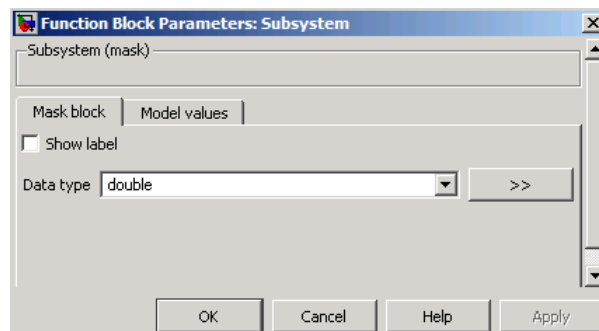 Function Block Parameters: Subsystem
Subsystem (mask)
Mask block
Model values
Show label
Data type
double
>>
OK
Cancel
Help
Apply